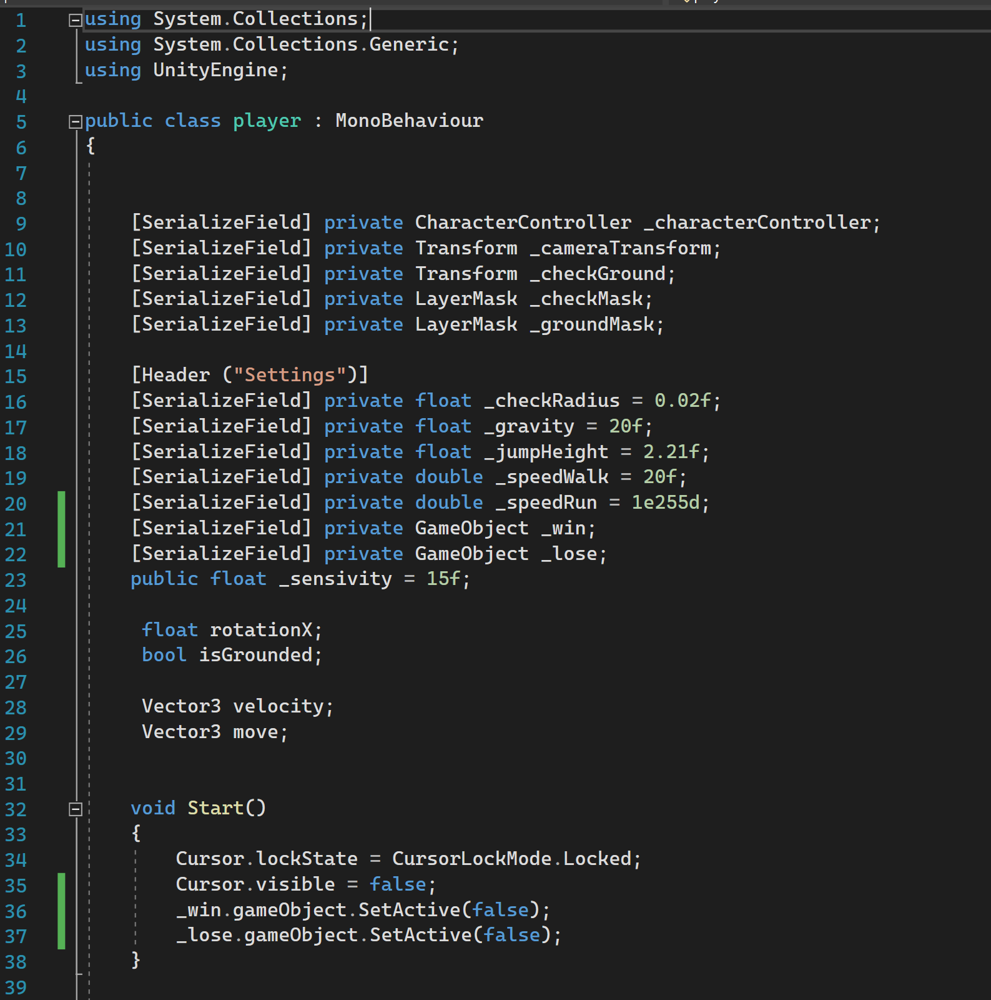 1 using System.Collections;
2 using System.Collections.Generic;
3 using UnityEngine;
4
5 public class player : MonoBehaviour
6 {
7
8
9 [SerializeField] private CharacterController _characterController;
10 [SerializeField] private Transform _cameraTransform;
11 [SerializeField] private Transform _checkGround;
12 [SerializeField] private LayerMask _checkMask;
13 [SerializeField] private LayerMask _groundMask;
14
15 [Header ("Settings")]
16 [SerializeField] private float _checkRadius = 0.02f;
17 [SerializeField] private float _gravity = 20f;
18 [SerializeField] private float _jumpHeight = 2.21f;
19 [SerializeField] private double _speedWalk = 20f;
20 [SerializeField] private double _speedRun = 1e255d;
21 [SerializeField] private GameObject _win;
22 [SerializeField] private GameObject _lose;
23 public float _sensivity = 15f;
24
25 float rotationX;
26 bool isGrounded;
27
28 Vector3 velocity;
29 Vector3 move;
30
31
32 void Start()
33 {
34 Cursor.lockState = CursorLockMode.Locked;
35 Cursor.visible = false;
36 _win.gameObject.SetActive(false);
37 _lose.gameObject.SetActive(false);
38 }
39